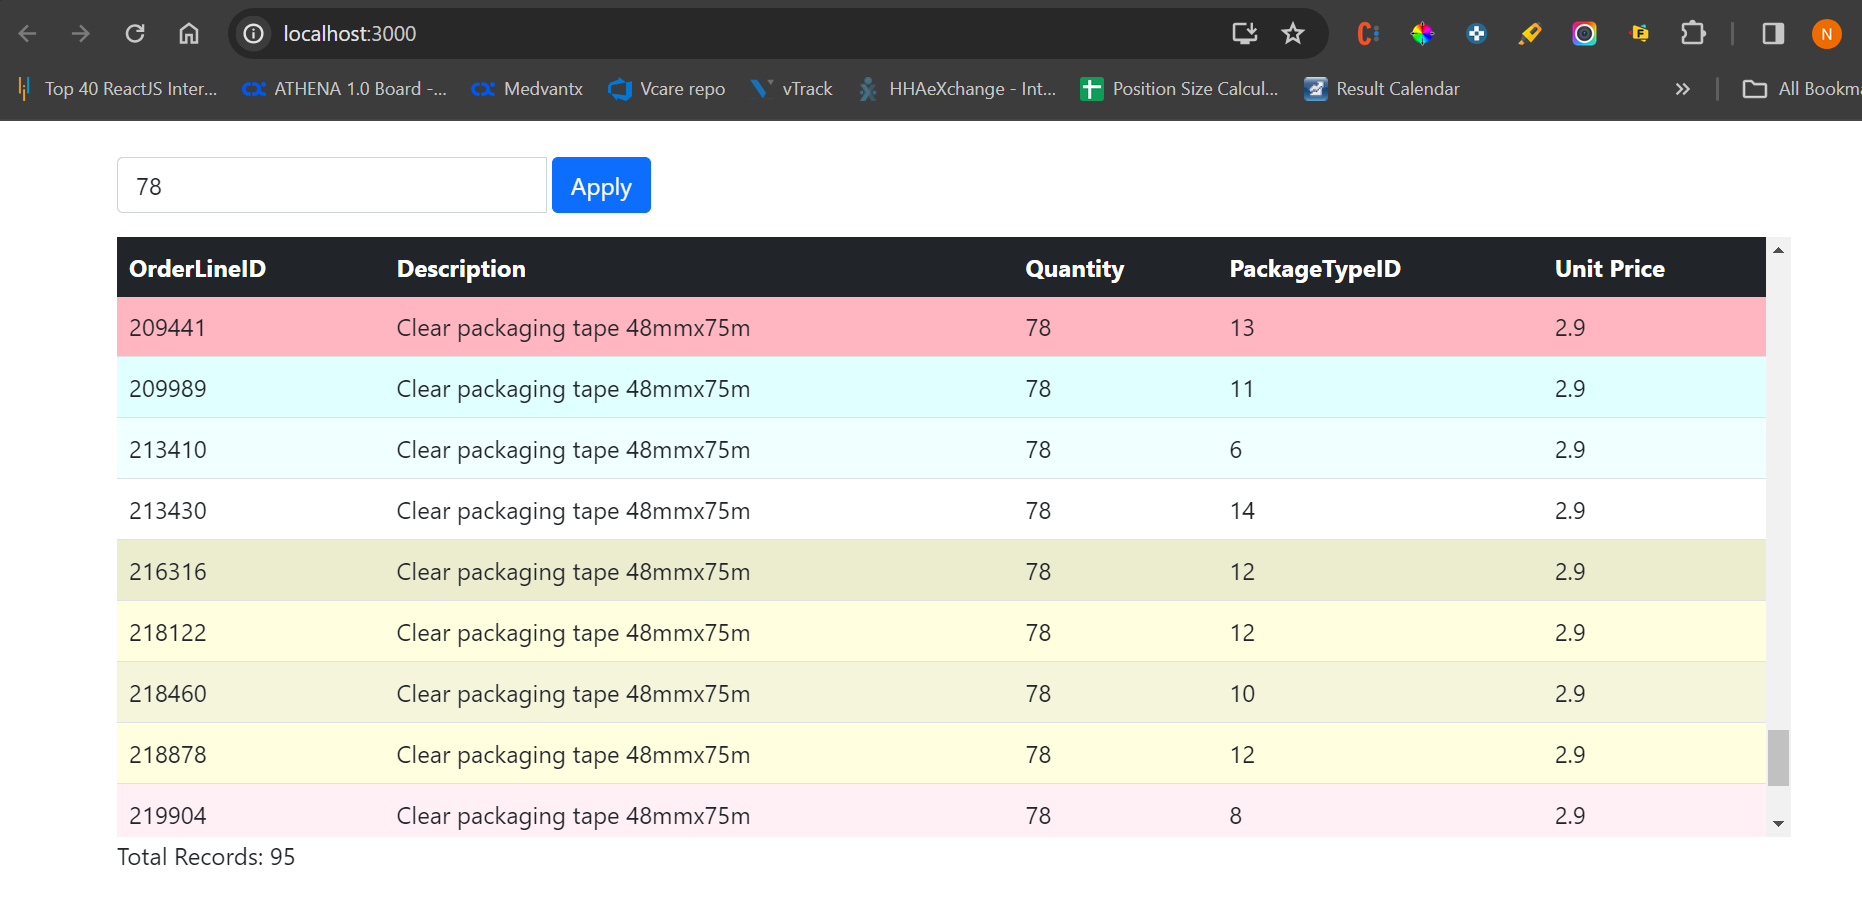 localhost:3000
N
Top 40 ReactJS Inter... ATHENA 1.0 Board -... Medvantx Vcare repo vTrack HHAeXchange - Int... Position Size Calcul... Result Calendar » All Bookma
78 Apply
OrderLineID Description Quantity PackageTypeID Unit Price
209441 Clear packaging tape 48mmx75m 78 13 2.9
209989 Clear packaging tape 48mmx75m 78 11 2.9
213410 Clear packaging tape 48mmx75m 78 6 2.9
213430 Clear packaging tape 48mmx75m 78 14 2.9
216316 Clear packaging tape 48mmx75m 78 12 2.9
218122 Clear packaging tape 48mmx75m 78 12 2.9
218460 Clear packaging tape 48mmx75m 78 10 2.9
218878 Clear packaging tape 48mmx75m 78 12 2.9
219904 Clear packaging tape 48mmx75m 78 8 2.9
Total Records: 95